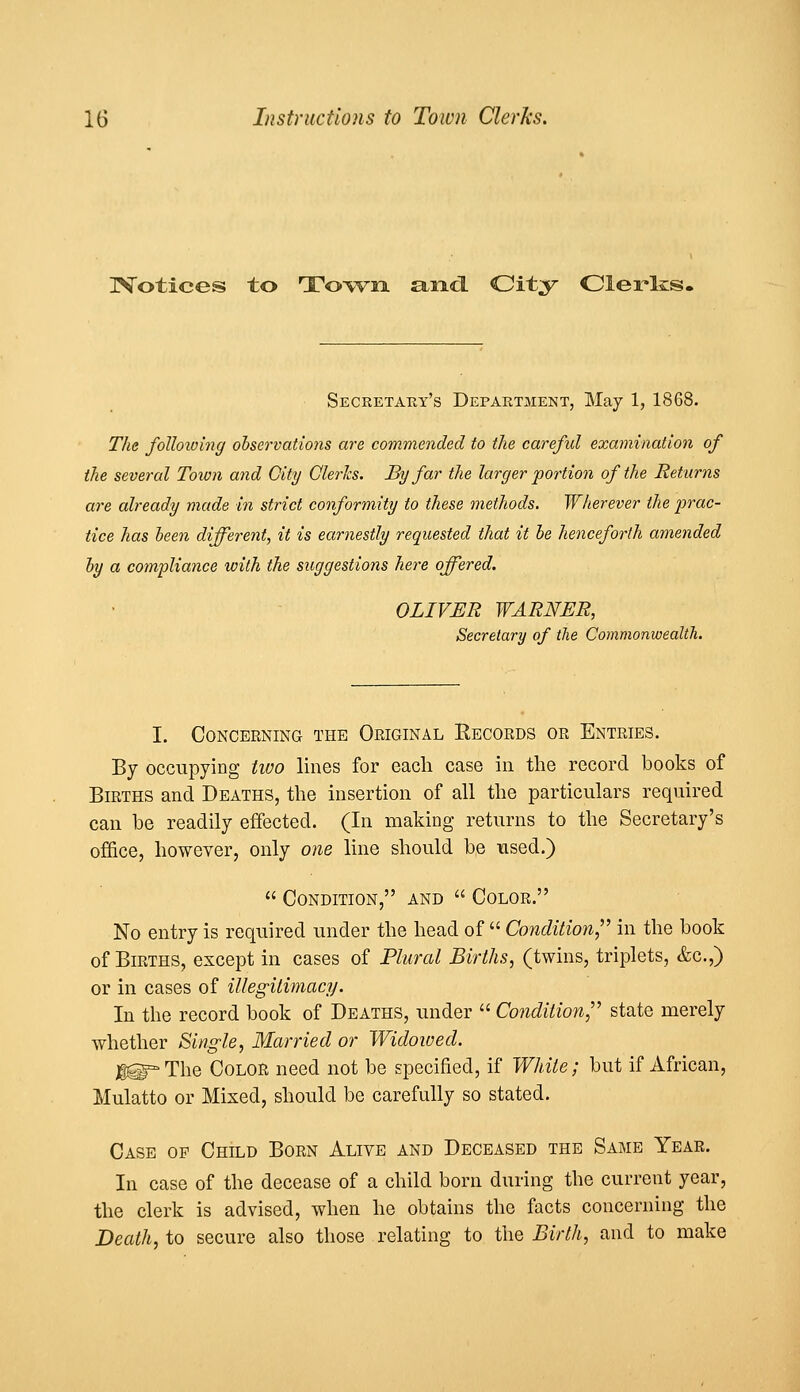 16 Instructions to Town Clerks.
Notices to Town and City Clerks.
Secretary's Department, May 1, 1868.
The following observations are commended to the careful examination of
the several Town and City Clerks. By far the larger portion of the Returns
are already made in strict conformity to these methods. Wherever the prac-
tice has been different, it is earnestly requested that it be henceforth amended
by a compliance with the suggestions here offered.
OLIVER WARNER,
Secretary of the Commonwealth.
I. Concerning the Original Records or Entries.
By occupying two lines for each case in the record books of
Births and Deaths, the insertion of all the particulars required
can be readily effected. (In making returns to the Secretary's
office, however, only one line should be used.)
“ Condition,” and “ Color.”
No entry is required under the head of “ Condition,” in the book
of Births, except in cases of Plural Births, (twins, triplets, &c.,)
or in cases of illegitimacy.
In the record book of Deaths, under “ Condition,” state merely
whether Single, Married or Widowed.
☞ The Color need not be specified, if White; but if African,
Mulatto or Mixed, should be carefully so stated.
Case of Child Born Alive and Deceased the Same Year.
In case of the decease of a child born during the current year,
the clerk is advised, when he obtains the facts concerning the
Death, to secure also those relating to the Birth, and to make